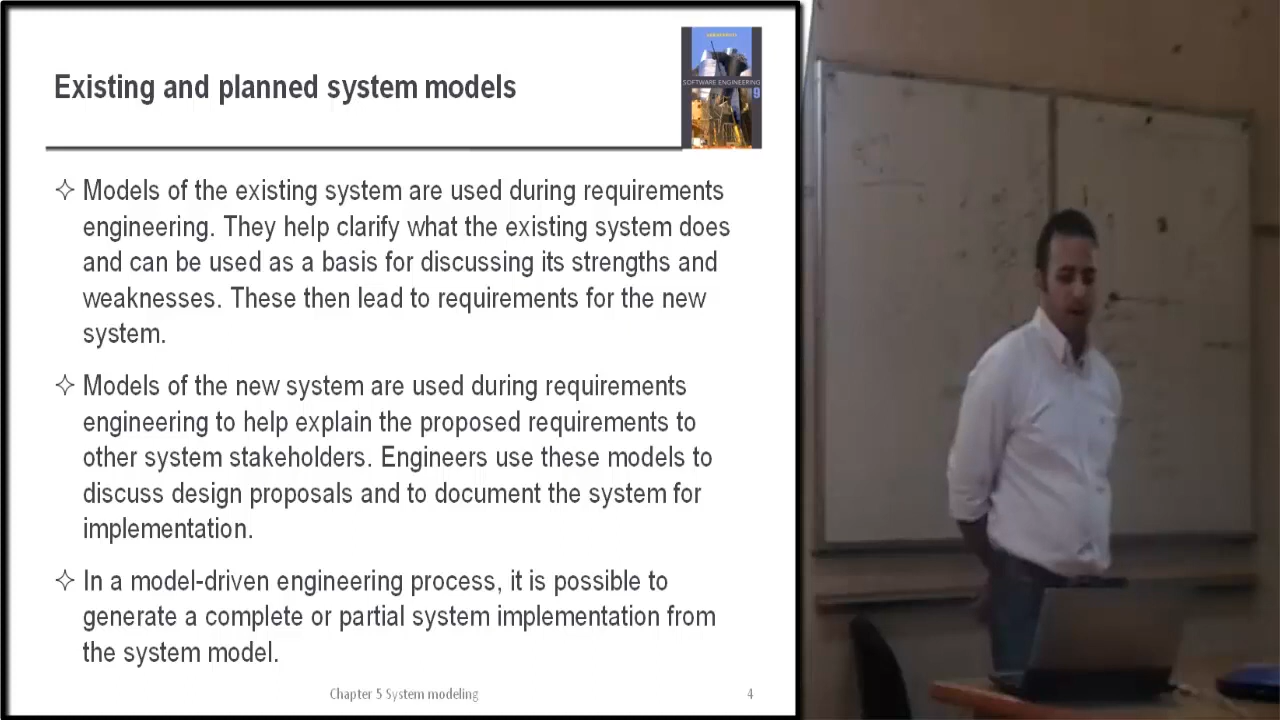 Existing and planned system models
SOFTWARE ENGINEERING
9
✧ Models of the existing system are used during requirements
engineering. They help clarify what the existing system does
and can be used as a basis for discussing its strengths and
weaknesses. These then lead to requirements for the new
system.
✧ Models of the new system are used during requirements
engineering to help explain the proposed requirements to
other system stakeholders. Engineers use these models to
discuss design proposals and to document the system for
implementation.
✧ In a model-driven engineering process, it is possible to
generate a complete or partial system implementation from
the system model.
Chapter 5 System modeling
4